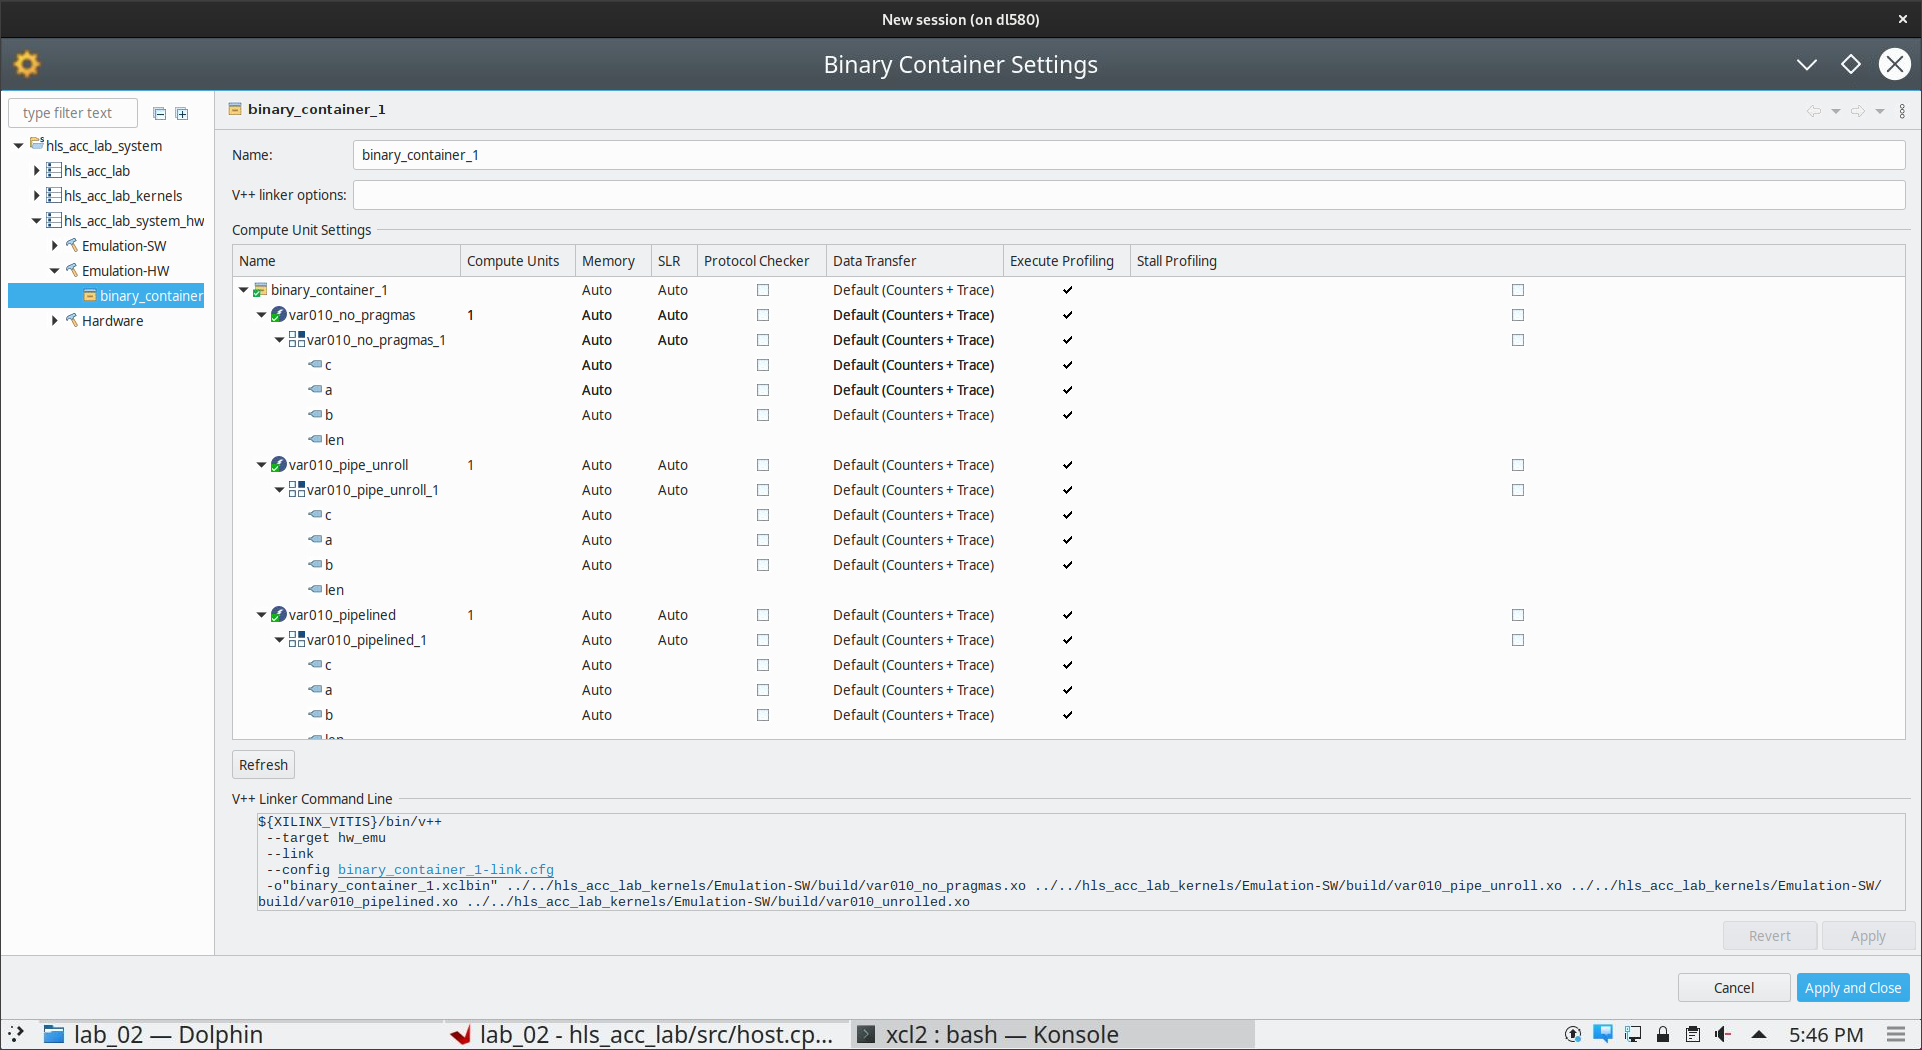 New session (on dl580)
Binary Container Settings
type filter text
hls_acc_lab_system
hls_acc_lab
hls_acc_lab_kernels
hls_acc_lab_system_hw
Emulation-SW
Emulation-HW
binary_container
Hardware
binary_container_1
Name: binary_container_1
V++ linker options:
Compute Unit Settings
Name Compute Units Memory SLR Protocol Checker Data Transfer Execute Profiling Stall Profiling
binary_container_1 Auto Auto Default (Counters + Trace)
var010_no_pragmas 1 Auto Auto Default (Counters + Trace)
var010_no_pragmas_1 Auto Auto Default (Counters + Trace)
c Auto Default (Counters + Trace)
a Auto Default (Counters + Trace)
b Auto Default (Counters + Trace)
len
var010_pipe_unroll 1 Auto Auto Default (Counters + Trace)
var010_pipe_unroll_1 Auto Auto Default (Counters + Trace)
c Auto Default (Counters + Trace)
a Auto Default (Counters + Trace)
b Auto Default (Counters + Trace)
len
var010_pipelined 1 Auto Auto Default (Counters + Trace)
var010_pipelined_1 Auto Auto Default (Counters + Trace)
c Auto Default (Counters + Trace)
a Auto Default (Counters + Trace)
b Auto Default (Counters + Trace)
Refresh
V++ Linker Command Line
${XILINX_VITIS}/bin/v++
--target hw_emu
--link
--config binary_container_1-link.cfg
-o"binary_container_1.xclbin" ../../hls_acc_lab_kernels/Emulation-SW/build/var010_no_pragmas.xo ../../hls_acc_lab_kernels/Emulation-SW/build/var010_pipe_unroll.xo ../../hls_acc_lab_kernels/Emulation-SW/
build/var010_pipelined.xo ../../hls_acc_lab_kernels/Emulation-SW/build/var010_unrolled.xo
Revert Apply
Cancel Apply and Close
lab_02 — Dolphin lab_02 - hls_acc_lab/src/host.cp... xcl2 : bash — Konsole 5:46 PM